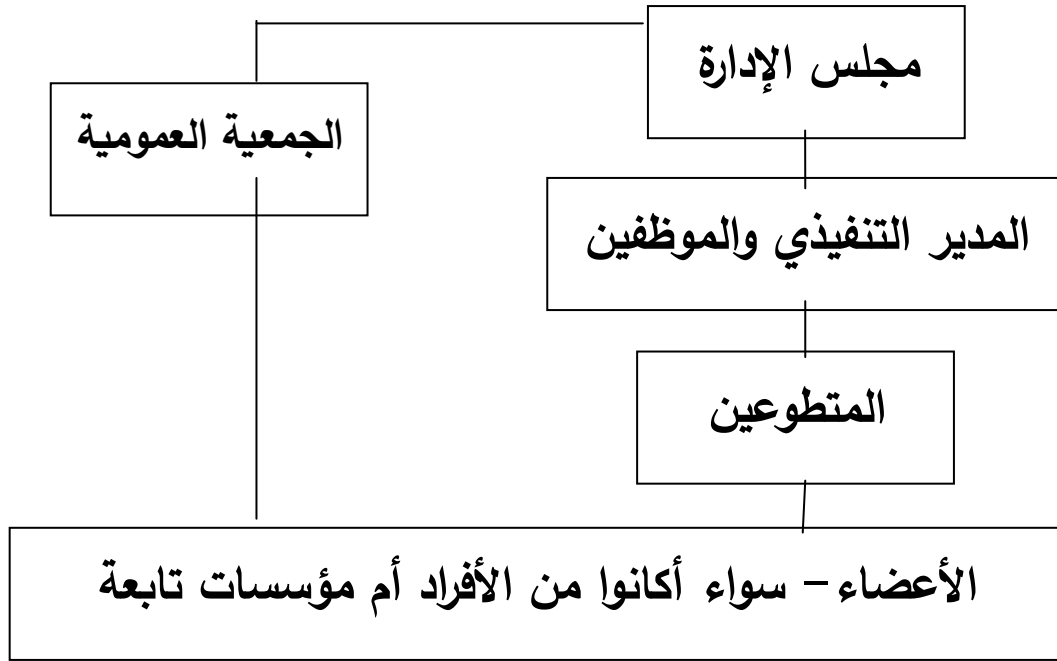 مجلس الإدارة
الجمعية العمومية
المدير التنفيذي والموظفين
المتطوعين
الأعضاء – سواء أكانوا من الأفراد أم مؤسسات تابعة